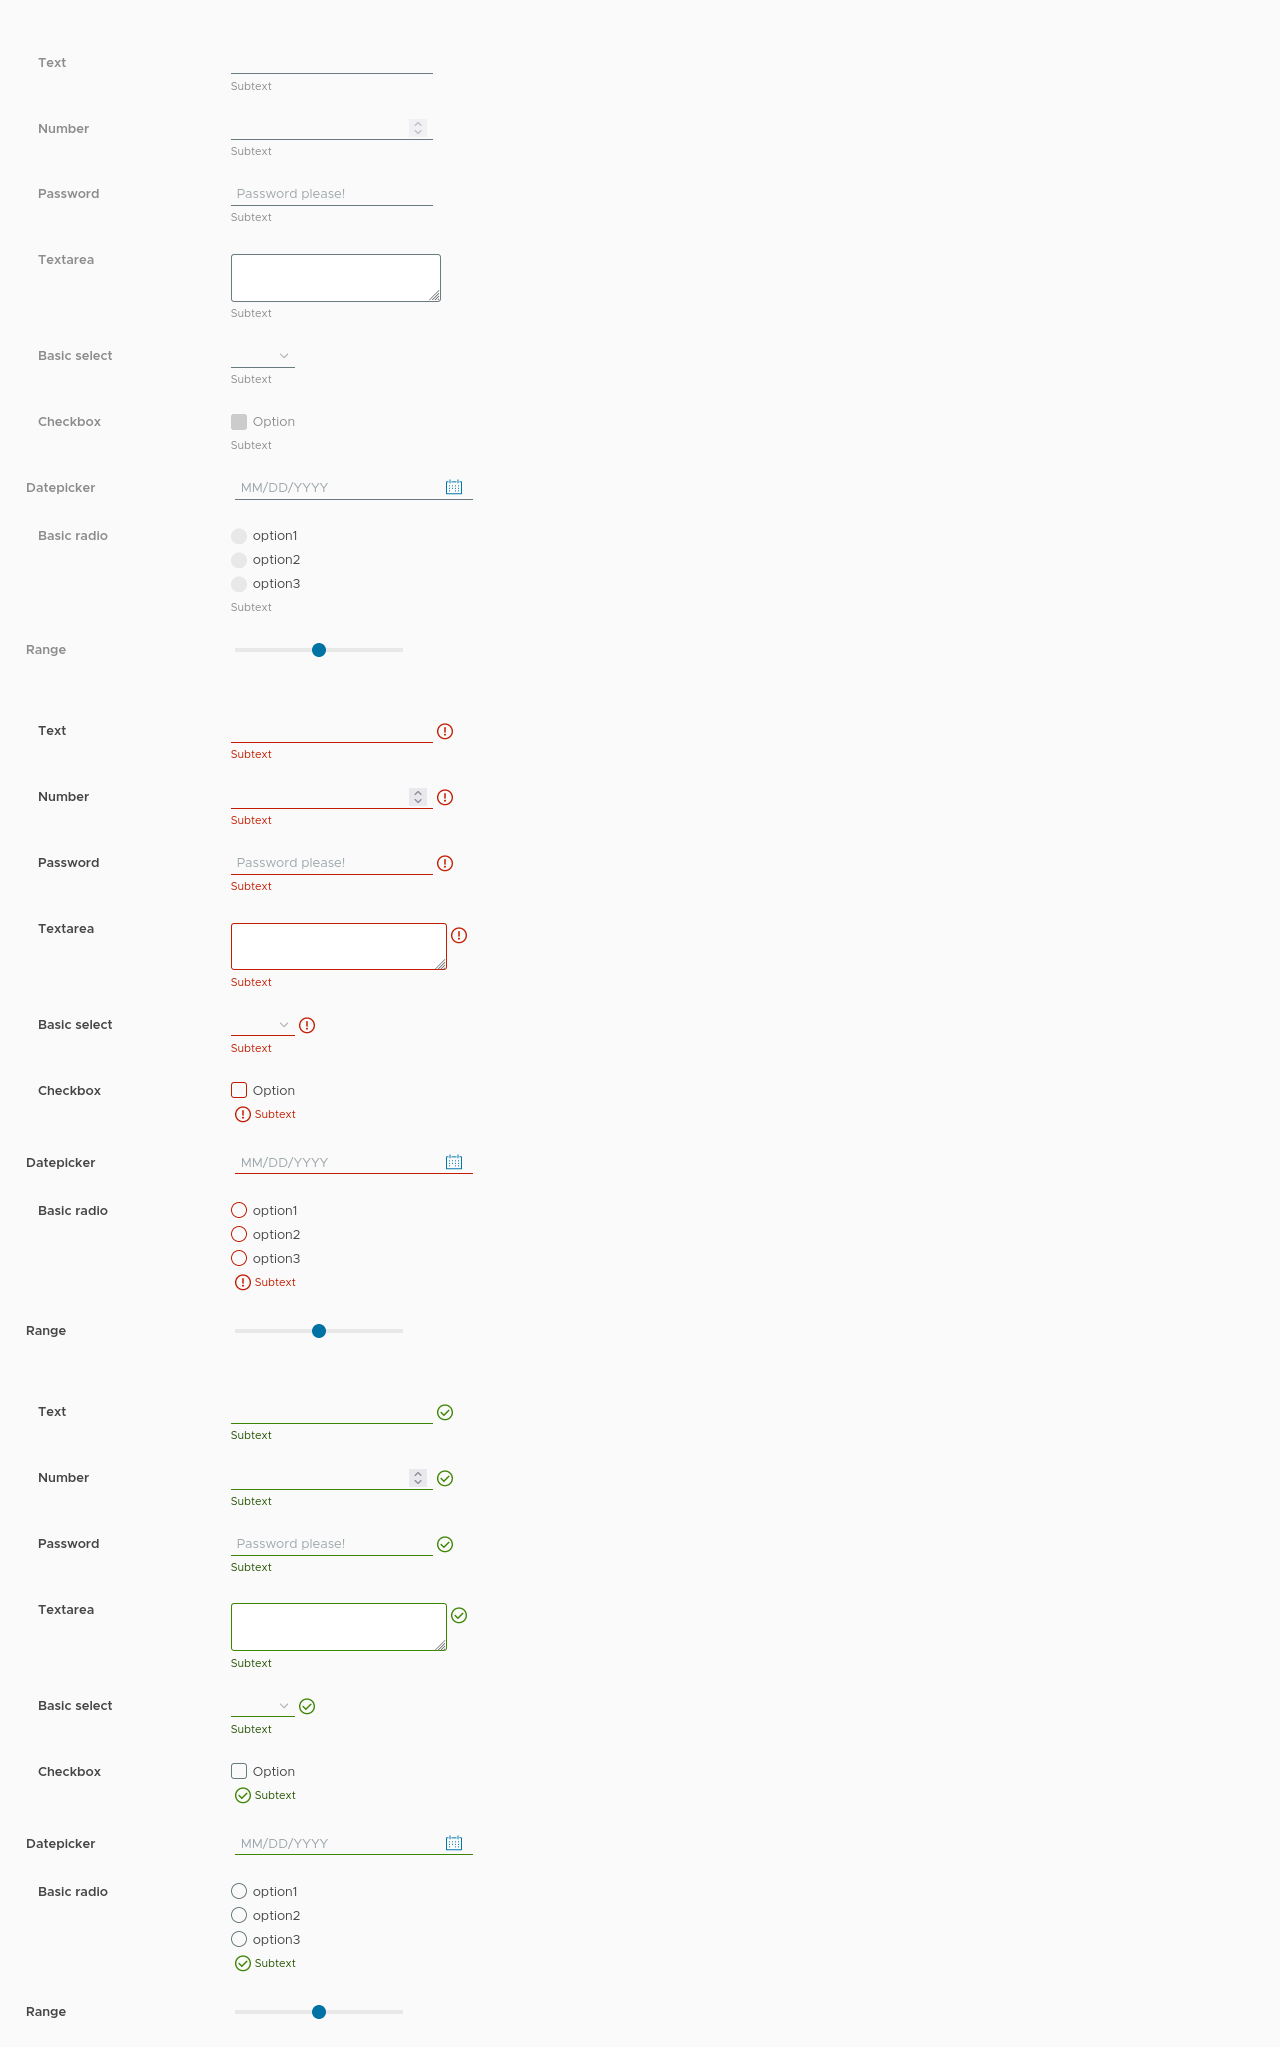 Text
Subtext
Number
Subtext
Password Password please!
Subtext
Textarea
Subtext
Basic select
Subtext
Checkbox Option
Subtext
Datepicker MM/DD/YYYY
Basic radio option1
option2
option3
Subtext
Range
Text
Subtext
Number
Subtext
Password Password please!
Subtext
Textarea
Subtext
Basic select
Subtext
Checkbox Option
Subtext
Datepicker MM/DD/YYYY
Basic radio option1
option2
option3
Subtext
Range
Text
Subtext
Number
Subtext
Password Password please!
Subtext
Textarea
Subtext
Basic select
Subtext
Checkbox Option
Subtext
Datepicker MM/DD/YYYY
Basic radio option1
option2
option3
Subtext
Range